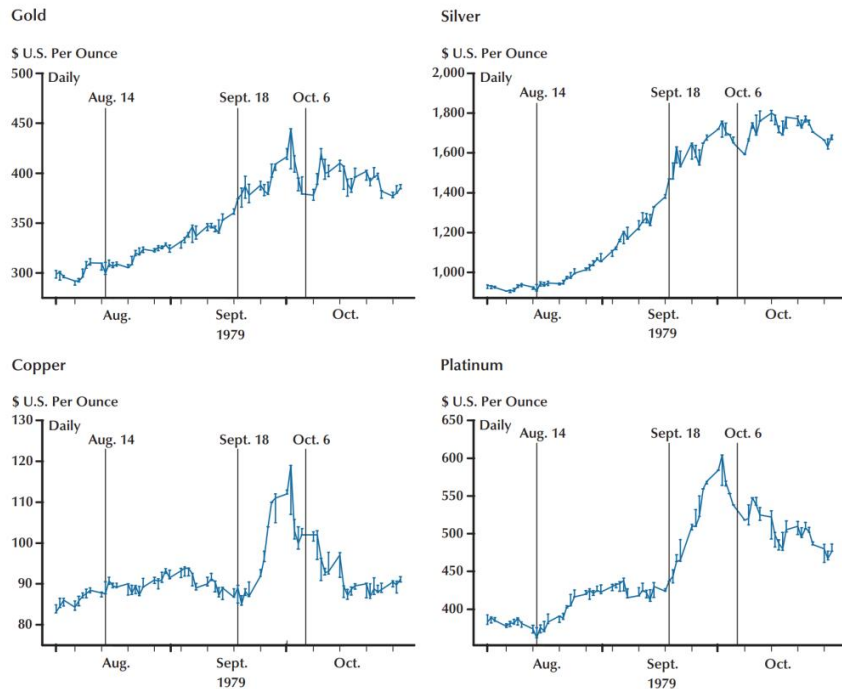 Gold
$ U.S. Per Ounce
500
Daily
Aug. 14
Sept. 18
Oct. 6
450
400
350
300
Aug.
Sept.
Oct.
1979
Silver
$ U.S. Per Ounce
2,000
Daily
Aug. 14
Sept. 18
Oct. 6
1,800
1,600
1,400
1,200
1,000
Aug.
Sept.
Oct.
1979
Copper
$ U.S. Per Ounce
130
Daily
Aug. 14
Sept. 18
Oct. 6
120
110
100
90
80
Aug.
Sept.
Oct.
1979
Platinum
$ U.S. Per Ounce
650
Daily
Aug. 14
Sept. 18
Oct. 6
600
550
500
450
400
Aug.
Sept.
Oct.
1979